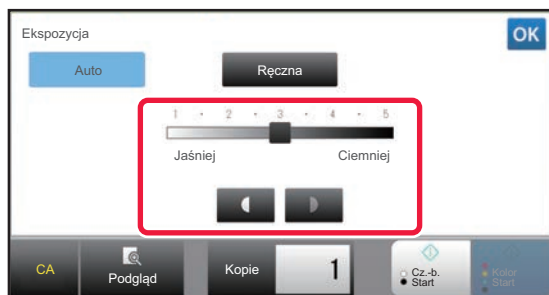 Ekspozycja
OK
Auto
Ręczna
1 · 2 · 3 · 4 · 5
Jaśniej
Ciemniej
CA
Podgląd
Kopie
1
Cz.-b.
Start
Kolor
Start